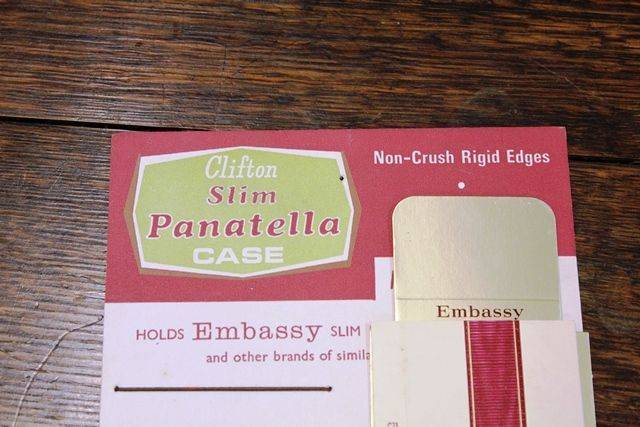 Clifton
Slim
Panatella
CASE
Non-Crush Rigid Edges
HOLDS Embassy SLIM
and other brands of simila
Embassy